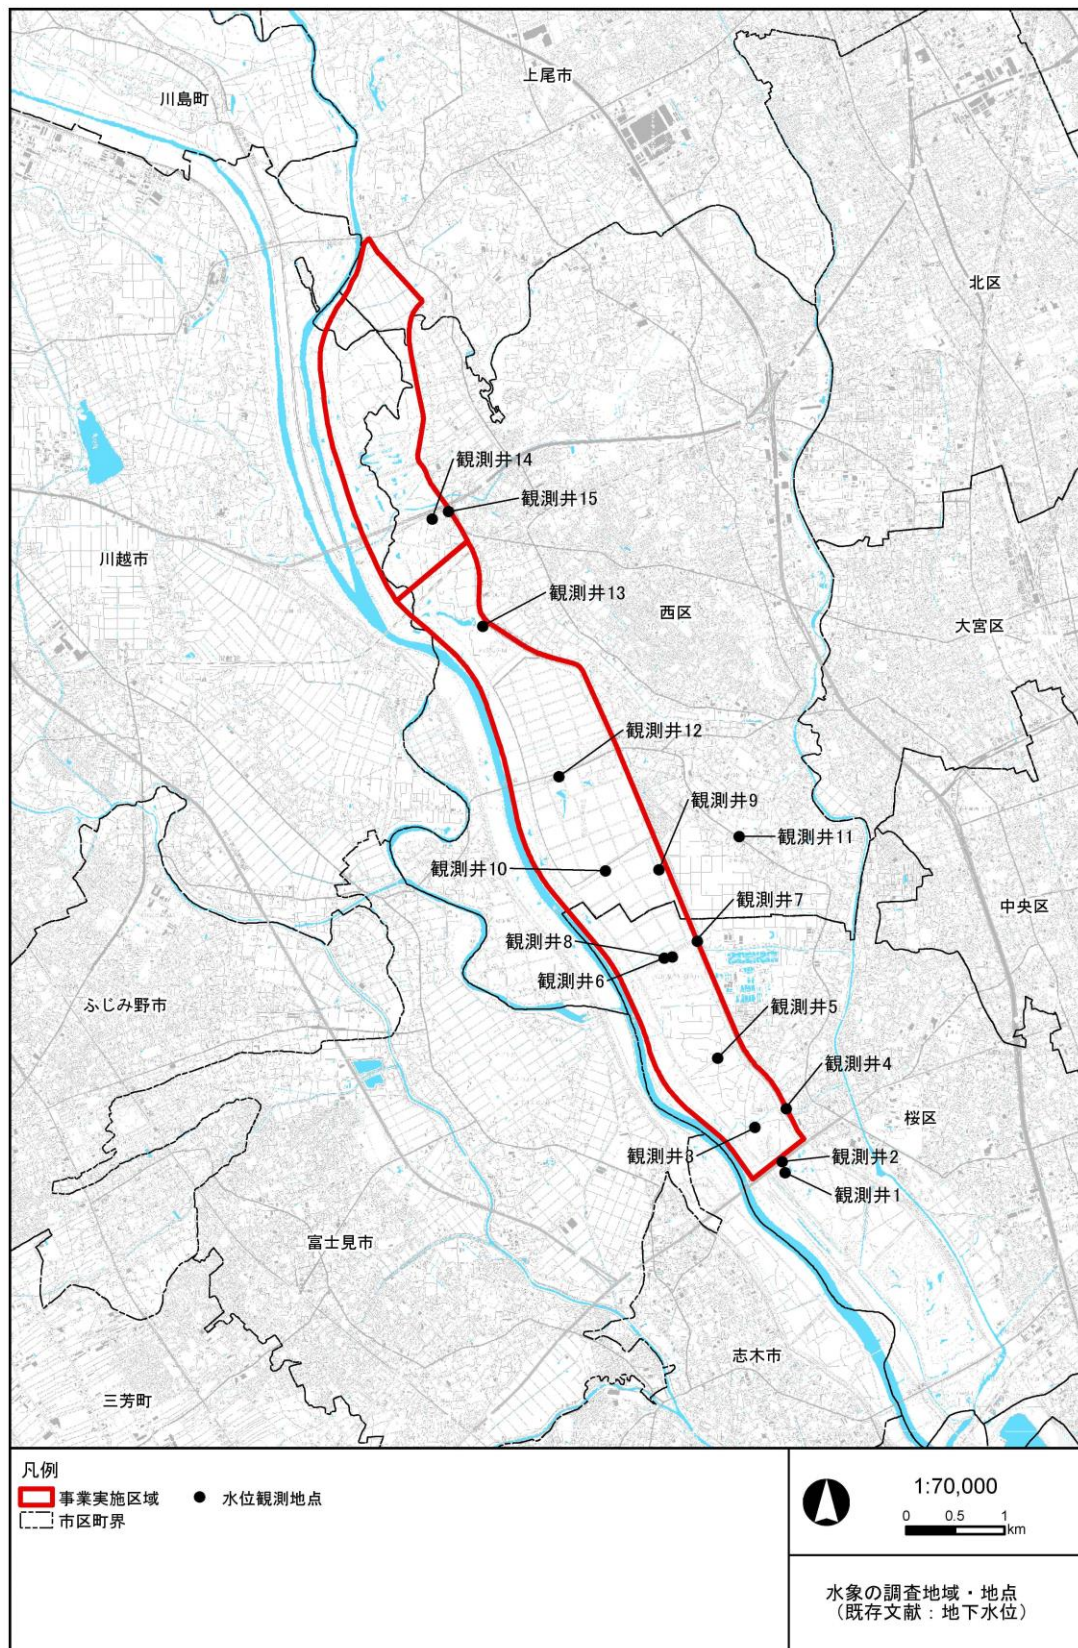 上尾市
川島町
北区
観測井14
観測井15
川越市
観測井13
西区
大宮区
観測井12
観測井9
観測井11
観測井10
中央区
観測井7
観測井8
観測井6
ふじみ野市
観測井5
観測井4
桜区
観測井3
観測井2
観測井1
富士見市
志木市
三芳町
凡例
事業実施区域
水位観測地点
市区町界
1:70,000
0 0.5 1
km
水象の調査地域・地点
（既存文献：地下水位）